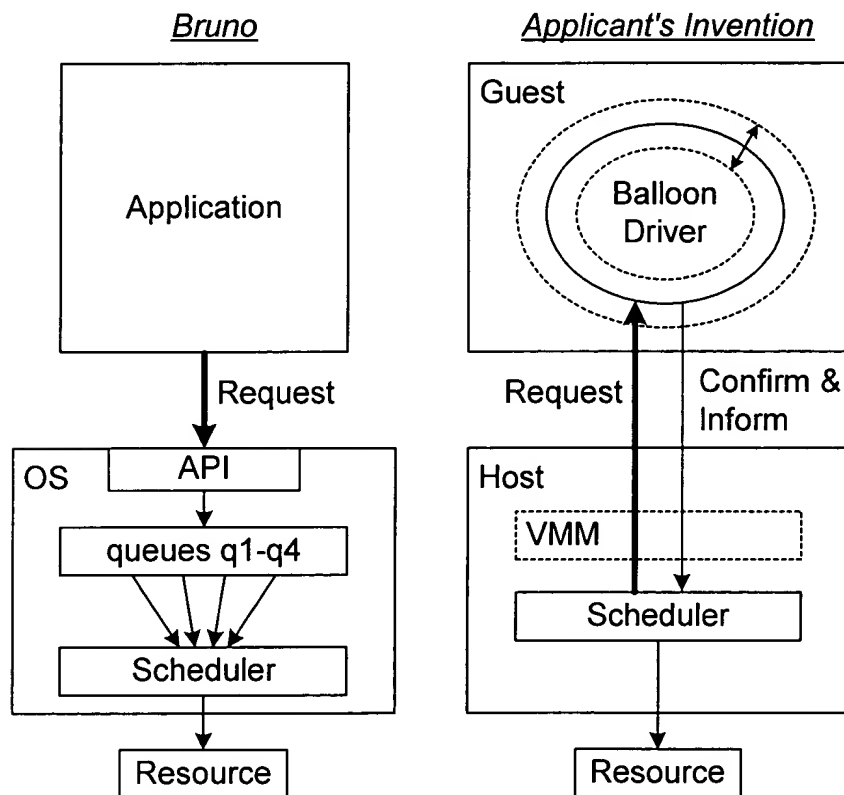 Bruno
Application
Request
OS
API
queues q1-q4
Scheduler
Resource
Applicant's Invention
Guest
Balloon
Driver
Request
Confirm &
Inform
Host
VMM
Scheduler
Resource